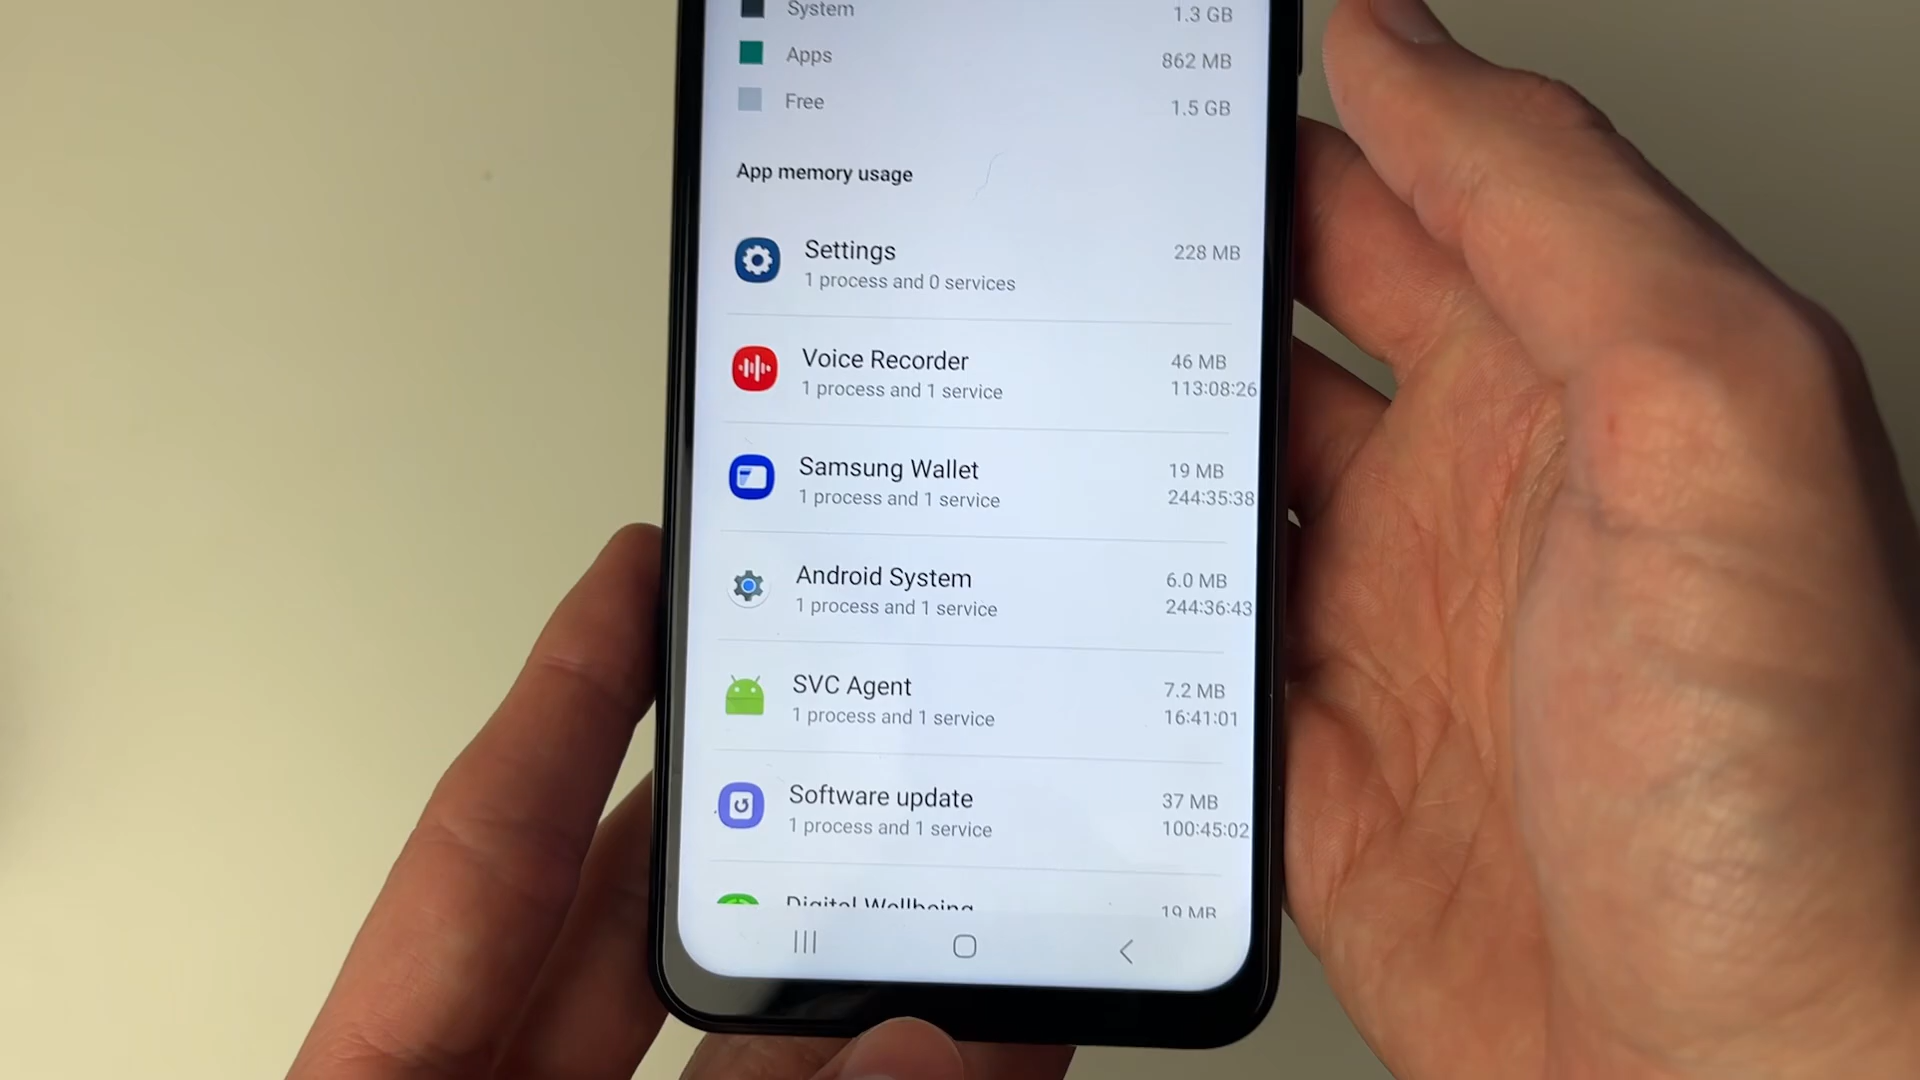 System 1.3 GB
Apps 862 MB
Free 1.5 GB
App memory usage
Settings 228 MB
1 process and 0 services
Voice Recorder 46 MB
1 process and 1 service 113:08:26
Samsung Wallet 19 MB
1 process and 1 service 244:35:38
Android System 6.0 MB
1 process and 1 service 244:36:43
SVC Agent 7.2 MB
1 process and 1 service 16:41:01
Software update 37 MB
1 process and 1 service 100:45:02
Digital Wellbeing 19 MB